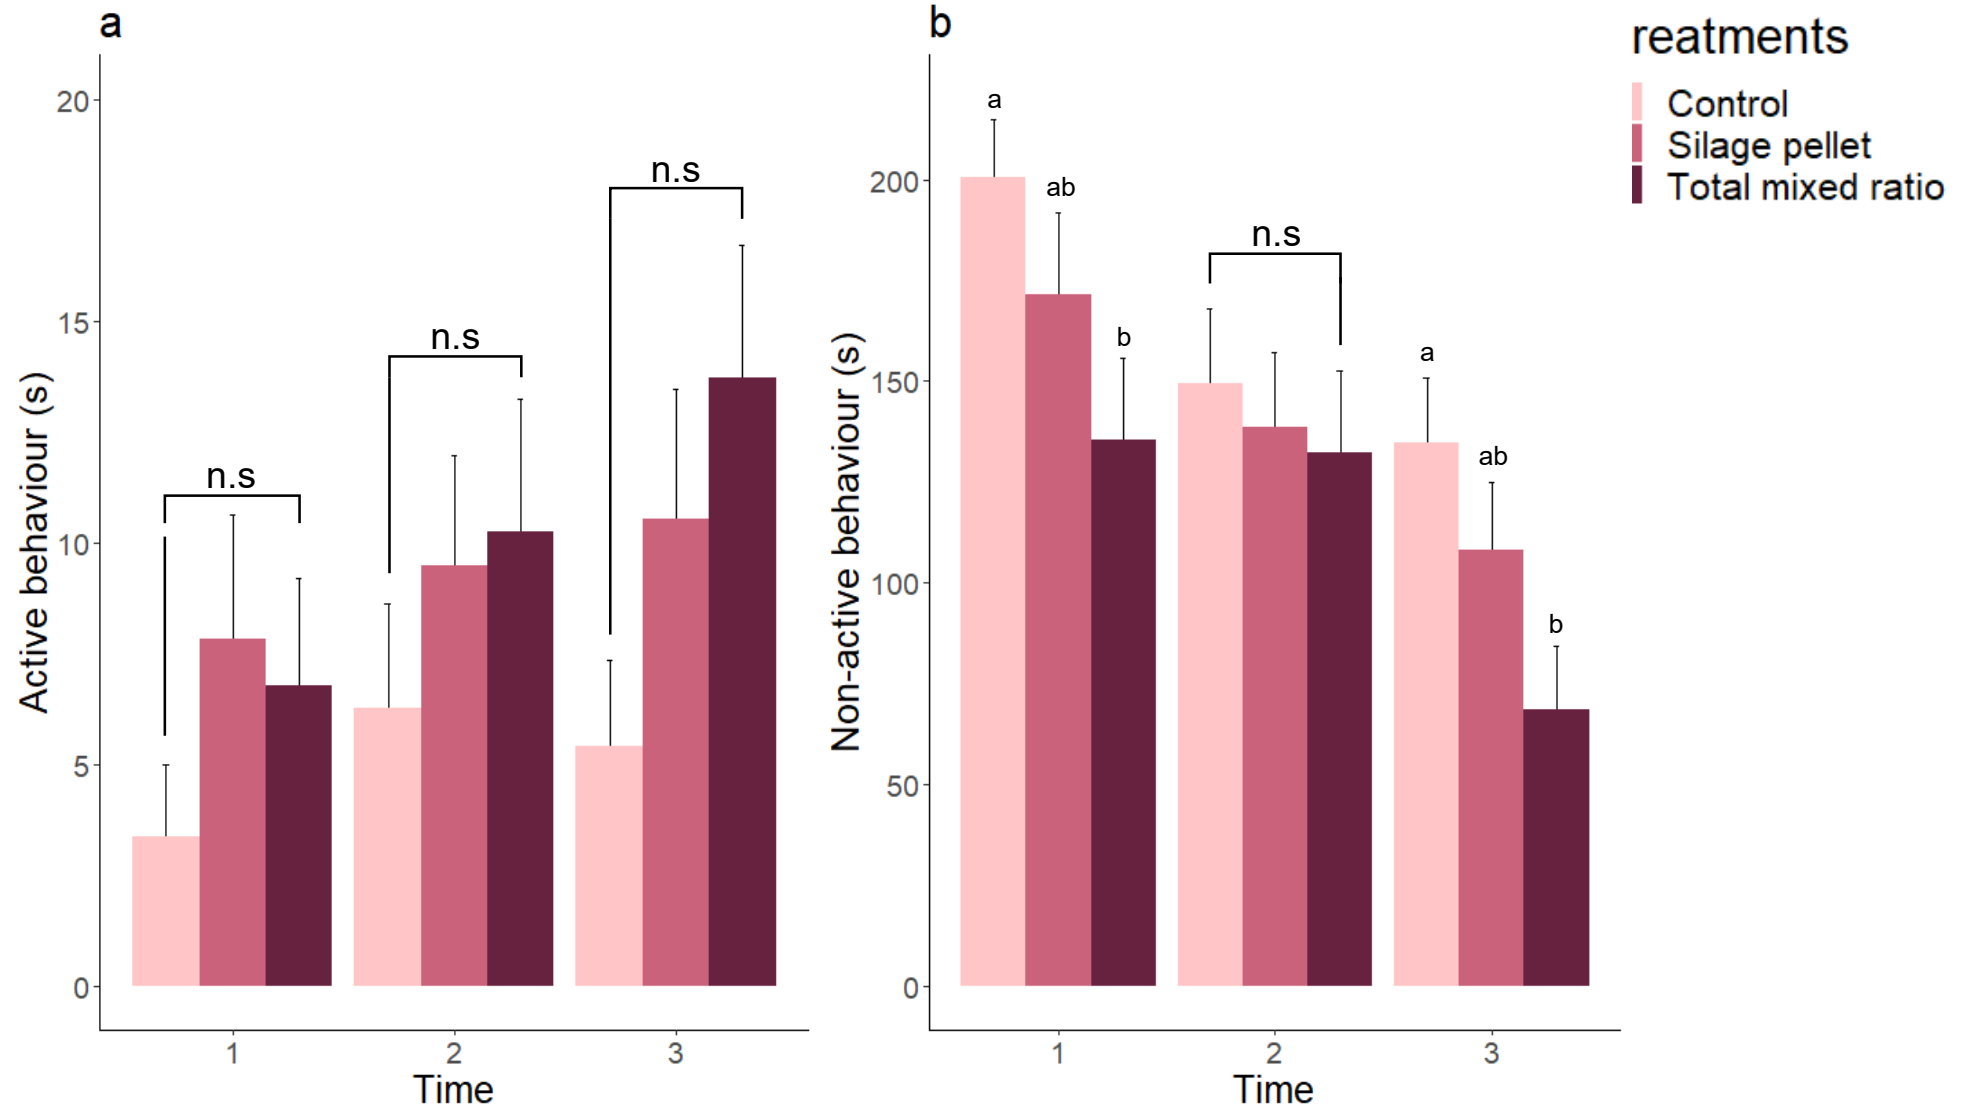 a
Active behaviour (s)
20
15
10
5
0
n.s
n.s
n.s
1
2
3
Time
b
Non-active behaviour (s)
200
150
100
50
0
a
ab
b
n.s
a
ab
b
1
2
3
Time
reatments
Control
Silage pellet
Total mixed ratio